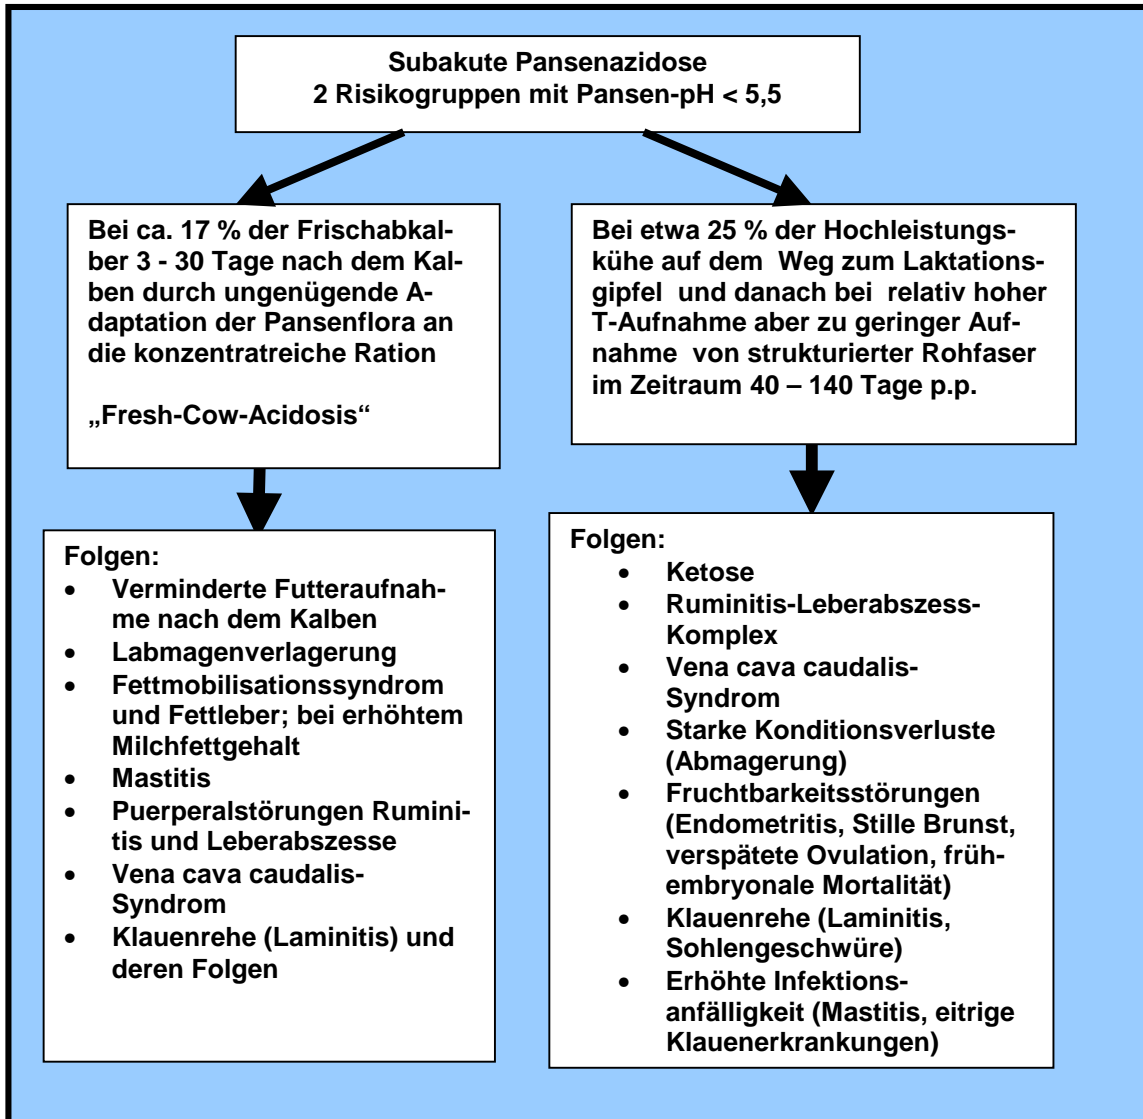 Subakute Pansenazidose
2 Risikogruppen mit Pansen-pH < 5,5
Bei ca. 17 % der Frischabkal-
ber 3 - 30 Tage nach dem Kal-
ben durch ungenügende A-
daptation der Pansenflora an
die konzentratreiche Ration
„Fresh-Cow-Acidosis“
Bei etwa 25 % der Hochleistungs-
kühe auf dem Weg zum Laktations-
gipfel und danach bei relativ hoher
T-Aufnahme aber zu geringer Auf-
nahme von strukturierter Rohfaser
im Zeitraum 40 – 140 Tage p.p.
Folgen:
• Verminderte Futteraufnah-
me nach dem Kalben
• Labmagenverlagerung
• Fettmobilisationssyndrom
und Fettleber; bei erhöhtem
Milchfettgehalt
• Mastitis
• Puerperalstörungen Rumini-
tis und Leberabszesse
• Vena cava caudalis-
Syndrom
• Klauenrehe (Laminitis) und
deren Folgen
Folgen:
• Ketose
• Ruminitis-Leberabszess-
Komplex
• Vena cava caudalis-
Syndrom
• Starke Konditionsverluste
(Abmagerung)
• Fruchtbarkeitsstörungen
(Endometritis, Stille Brunst,
verspätete Ovulation, früh-
embryonale Mortalität)
• Klauenrehe (Laminitis,
Sohlengeschwüre)
• Erhöhte Infektions-
anfälligkeit (Mastitis, eitrige
Klauenerkrankungen)